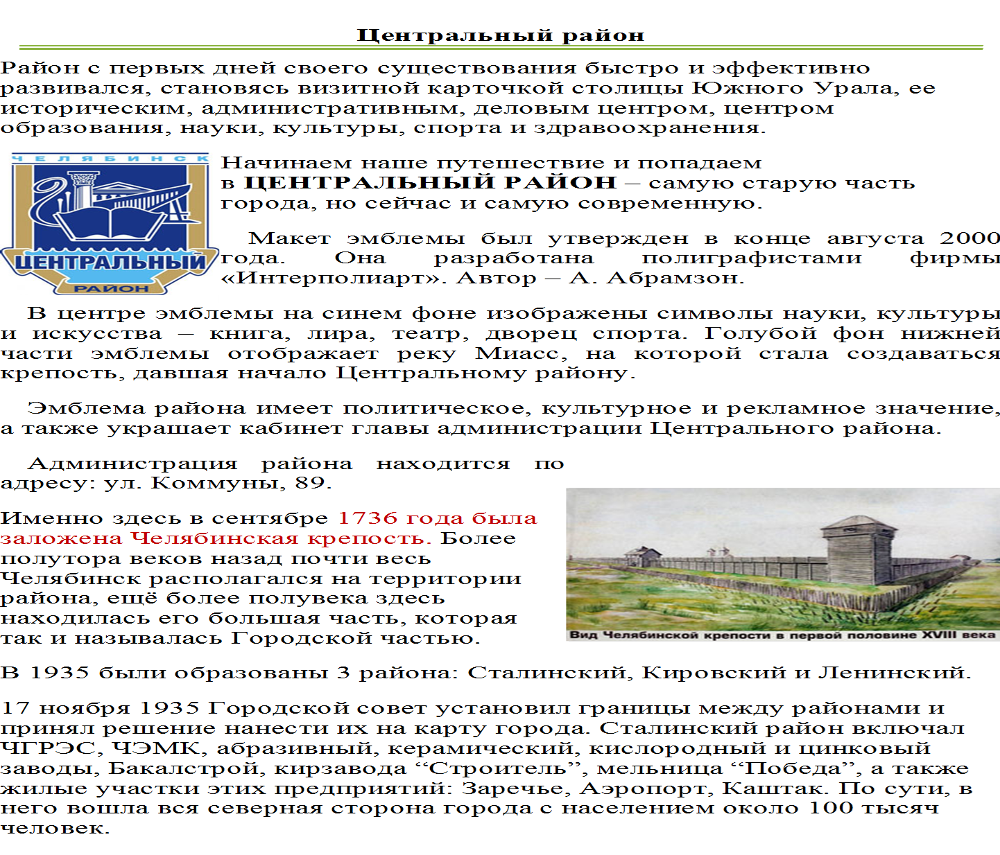 Центральный район
Район с первых дней своего существования быстро и эффективно
развивался, становясь визитной карточкой столицы Южного Урала, ее
историческим, административным, деловым центром, центром
образования, науки, культуры, спорта и здравоохранения.
ЧЕЛЯБИНСК
ЦЕНТРАЛЬНЫЙ
РАЙОН
Начинаем наше путешествие и попадаем
в ЦЕНТРАЛЬНЫЙ РАЙОН – самую старую часть
города, но сейчас и самую современную.
Макет эмблемы был утвержден в конце августа 2000
года. Она разработана полиграфистами фирмы
«Интерполиарт». Автор – А. Абрамзон.
В центре эмблемы на синем фоне изображены символы науки, культуры
и искусства – книга, лира, театр, дворец спорта. Голубой фон нижней
части эмблемы отображает реку Миасс, на которой стала создаваться
крепость, давшая начало Центральному району.
Эмблема района имеет политическое, культурное и рекламное значение,
а также украшает кабинет главы администрации Центрального района.
Администрация района находится по
адресу: ул. Коммуны, 89.
Именно здесь в сентябре 1736 года была
заложена Челябинская крепость. Более
полутора веков назад почти весь
Челябинск располагался на территории
района, ещё более полувека здесь
находилась его большая часть, которая
так и называлась Городской частью.
Вид Челябинской крепости в первой половине XVIII века
В 1935 были образованы 3 района: Сталинский, Кировский и Ленинский.
17 ноября 1935 Городской совет установил границы между районами и
принял решение нанести их на карту города. Сталинский район включал
ЧГРЭС, ЧЭМК, абразивный, керамический, кислородный и цинковый
заводы, Бакалстрой, кирзавода “Строитель”, мельница “Победа”, а также
жилые участки этих предприятий: Заречье, Аэропорт, Каштак. По сути, в
него вошла вся северная сторона города с населением около 100 тысяч
человек.